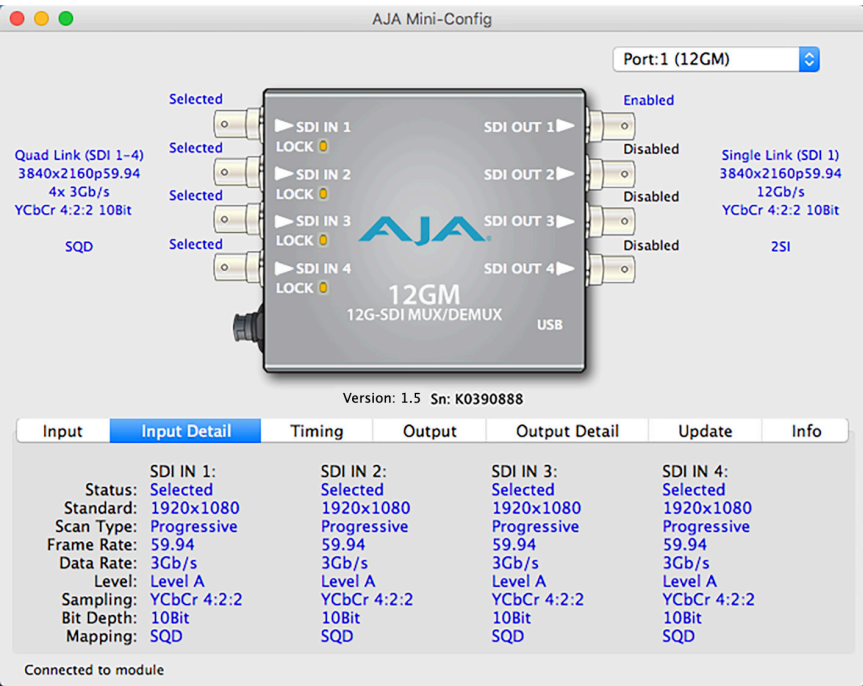 AJA Mini-Config
Port:1 (12GM)
Selected
Enabled
SDI IN 1
SDI OUT 1
LOCK
Quad Link (SDI 1-4)
3840x2160p59.94
4x 3Gb/s
YCbCr 4:2:2 10Bit
SQD
Selected
Disabled
SDI IN 2
SDI OUT 2
LOCK
Single Link (SDI 1)
3840x2160p59.94
12Gb/s
YCbCr 4:2:2 10Bit
2SI
Selected
Disabled
SDI IN 3
SDI OUT 3
LOCK
AJA
Selected
Disabled
SDI IN 4
SDI OUT 4
LOCK
12GM
12G-SDI MUX/DEMUX
USB
Version: 1.5 Sn: K0390888
Input Input Detail Timing Output Output Detail Update Info
SDI IN 1: SDI IN 2: SDI IN 3: SDI IN 4:
Status: Selected Selected Selected Selected
Standard: 1920x1080 1920x1080 1920x1080 1920x1080
Scan Type: Progressive Progressive Progressive Progressive
Frame Rate: 59.94 59.94 59.94 59.94
Data Rate: 3Gb/s 3Gb/s 3Gb/s 3Gb/s
Level: Level A Level A Level A Level A
Sampling: YCbCr 4:2:2 YCbCr 4:2:2 YCbCr 4:2:2 YCbCr 4:2:2
Bit Depth: 10Bit 10Bit 10Bit 10Bit
Mapping: SQD SQD SQD SQD
Connected to module